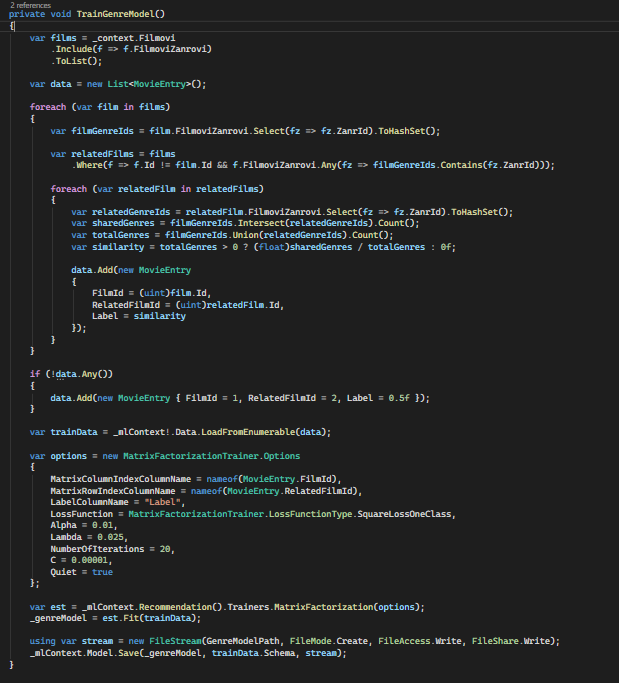 2 references
private void TrainGenreModel()
{
    var films = _context.Filmovi
        .Include(f => f.FilmoviZanrovi)
        .ToList();

    var data = new List<MovieEntry>();

    foreach (var film in films)
    {
        var filmGenreIds = film.FilmoviZanrovi.Select(fz => fz.ZanrId).ToHashSet();

        var relatedFilms = films
            .Where(f => f.Id != film.Id && f.FilmoviZanrovi.Any(fz => filmGenreIds.Contains(fz.ZanrId)));

        foreach (var relatedFilm in relatedFilms)
        {
            var relatedGenreIds = relatedFilm.FilmoviZanrovi.Select(fz => fz.ZanrId).ToHashSet();
            var sharedGenres = filmGenreIds.Intersect(relatedGenreIds).Count();
            var totalGenres = filmGenreIds.Union(relatedGenreIds).Count();
            var similarity = totalGenres > 0 ? (float)sharedGenres / totalGenres : 0f;

            data.Add(new MovieEntry
            {
                FilmId = (uint)film.Id,
                RelatedFilmId = (uint)relatedFilm.Id,
                Label = similarity
            });
        }
    }

    if (!data.Any())
    {
        data.Add(new MovieEntry { FilmId = 1, RelatedFilmId = 2, Label = 0.5f });
    }

    var trainData = _mlContext!.Data.LoadFromEnumerable(data);

    var options = new MatrixFactorizationTrainer.Options
    {
        MatrixColumnIndexColumnName = nameof(MovieEntry.FilmId),
        MatrixRowIndexColumnName = nameof(MovieEntry.RelatedFilmId),
        LabelColumnName = "Label",
        LossFunction = MatrixFactorizationTrainer.LossFunctionType.SquareLossOneClass,
        Alpha = 0.01,
        Lambda = 0.025,
        NumberOfIterations = 20,
        C = 0.00001,
        Quiet = true
    };

    var est = _mlContext.Recommendation().Trainers.MatrixFactorization(options);
    _genreModel = est.Fit(trainData);

    using var stream = new FileStream(GenreModelPath, FileMode.Create, FileAccess.Write, FileShare.Write);
    _mlContext.Model.Save(_genreModel, trainData.Schema, stream);
}